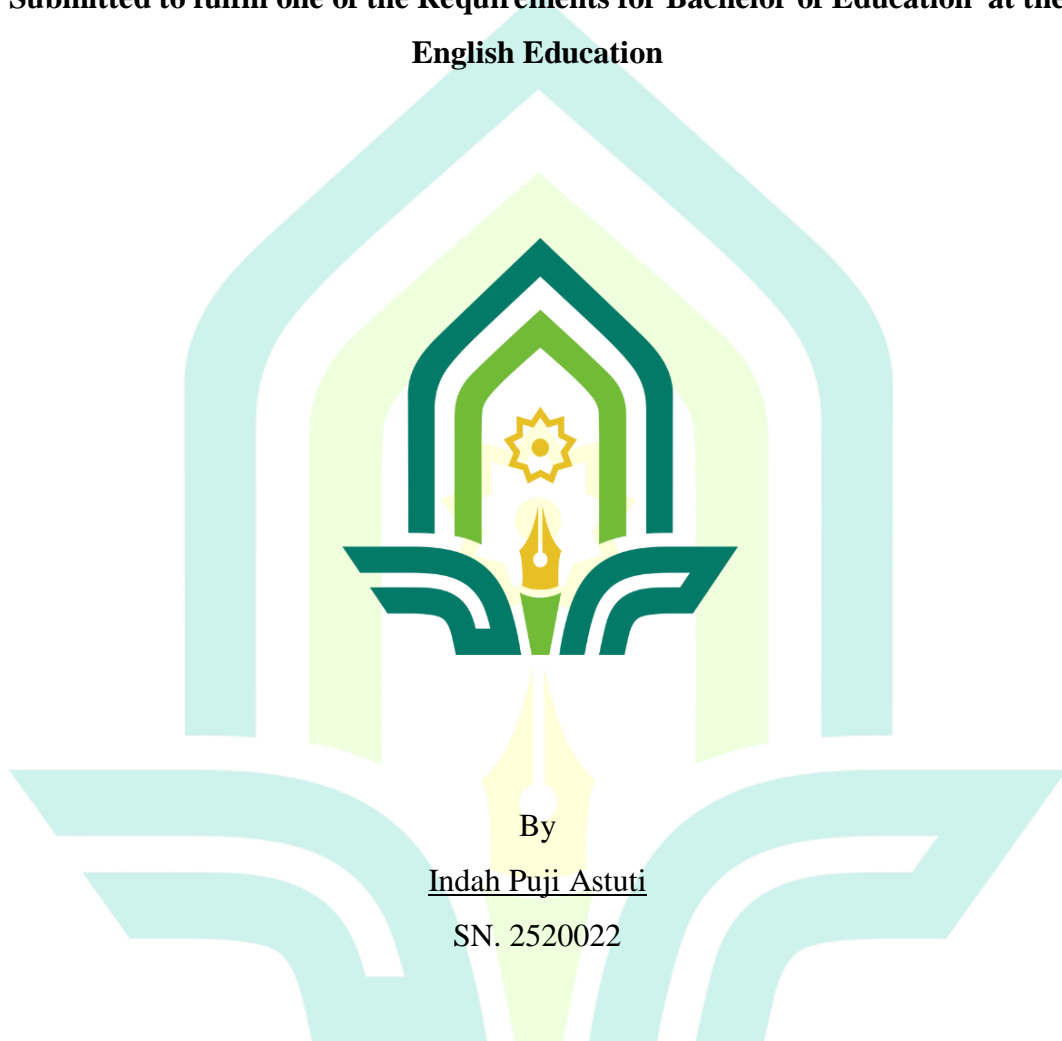 Submitted to fulfill one of the Requirements for Bachelor of Education at the
English Education
By
Indah Puji Astuti
SN. 2520022